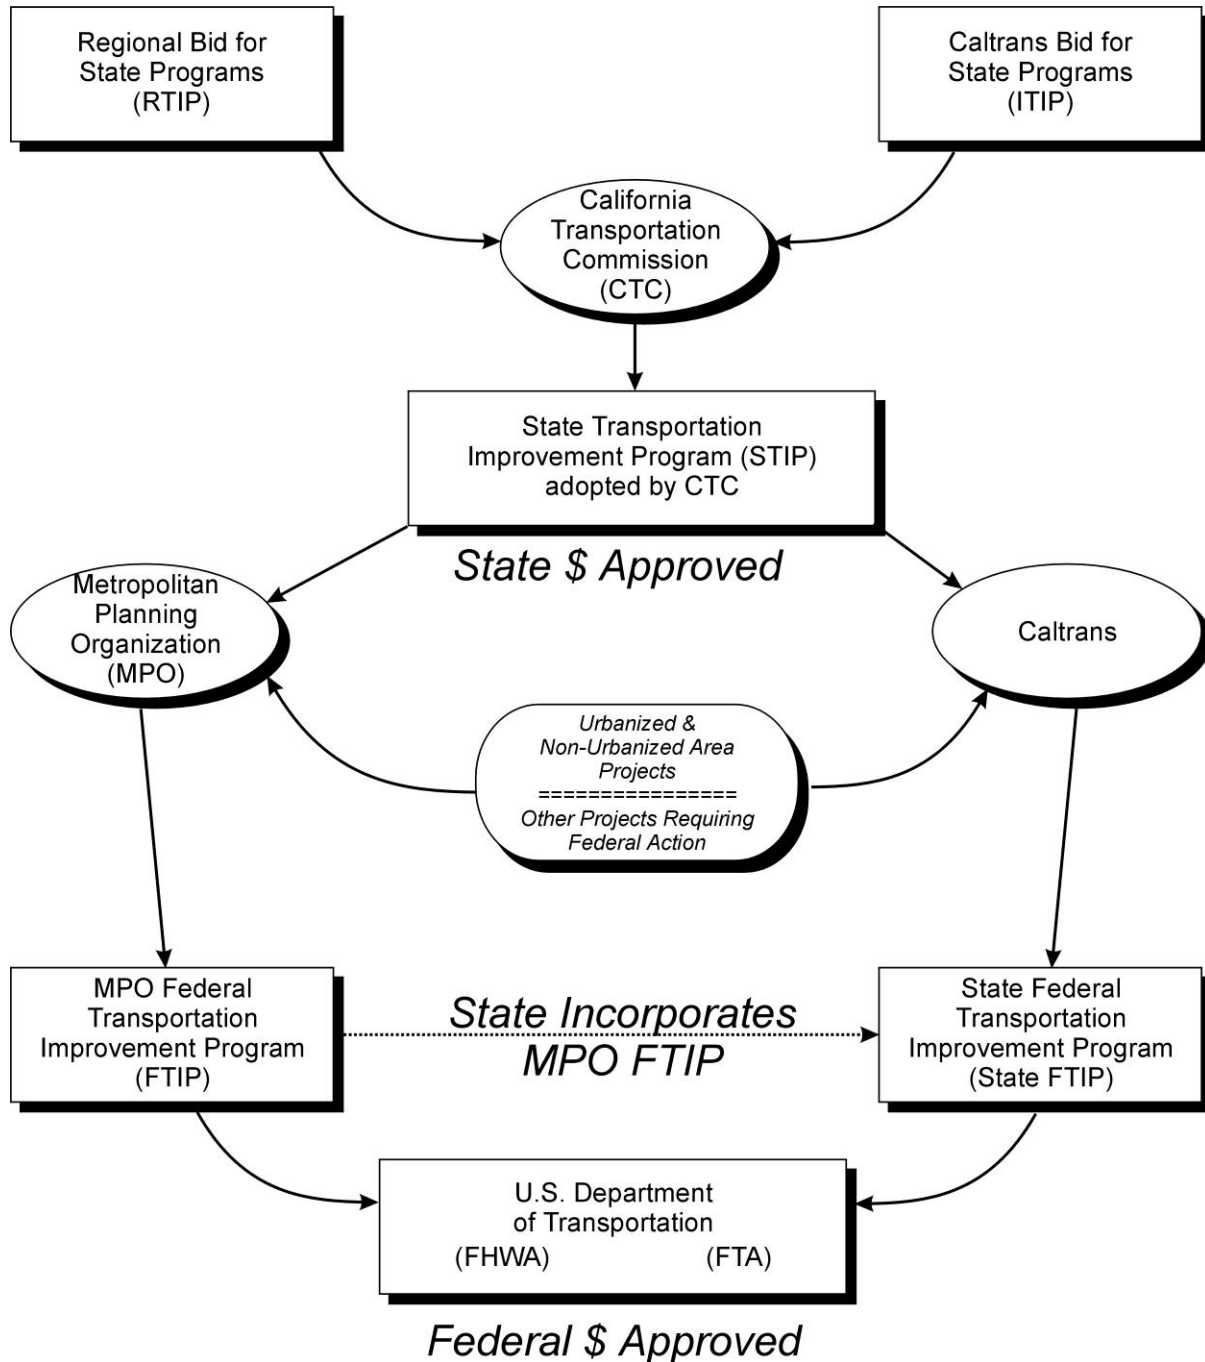 Regional Bid for
State Programs
(RTIP)
Caltrans Bid for
State Programs
(ITIP)
California
Transportation
Commission
(CTC)
State Transportation
Improvement Program (STIP)
adopted by CTC
State $ Approved
Metropolitan
Planning
Organization
(MPO)
Caltrans
Urbanized &
Non-Urbanized Area
Projects
================
Other Projects Requiring
Federal Action
MPO Federal
Transportation
Improvement Program
(FTIP)
State Incorporates
MPO FTIP
State Federal
Transportation
Improvement Program
(State FTIP)
U.S. Department
of Transportation
(FHWA) (FTA)
Federal $ Approved